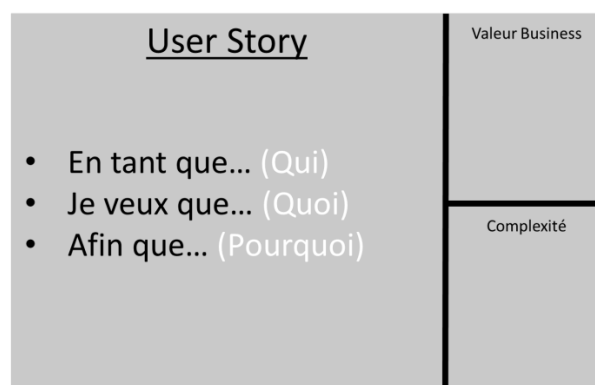 User Story
• En tant que... (Qui)
• Je veux que... (Quoi)
• Afin que... (Pourquoi)
Valeur Business
Complexité